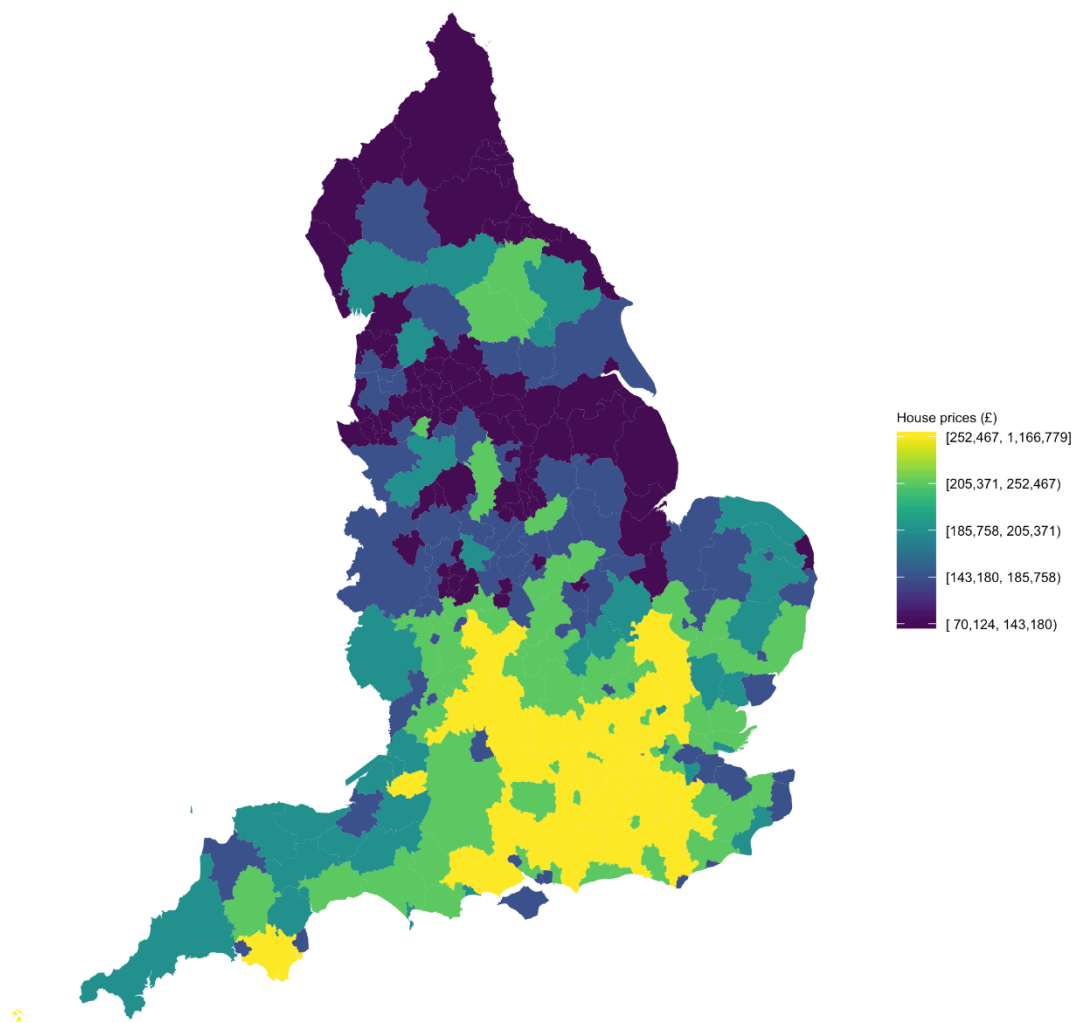 House prices (£)
[252,467, 1,166,779]
[205,371, 252,467)
[185,758, 205,371)
[143,180, 185,758)
[ 70,124, 143,180)